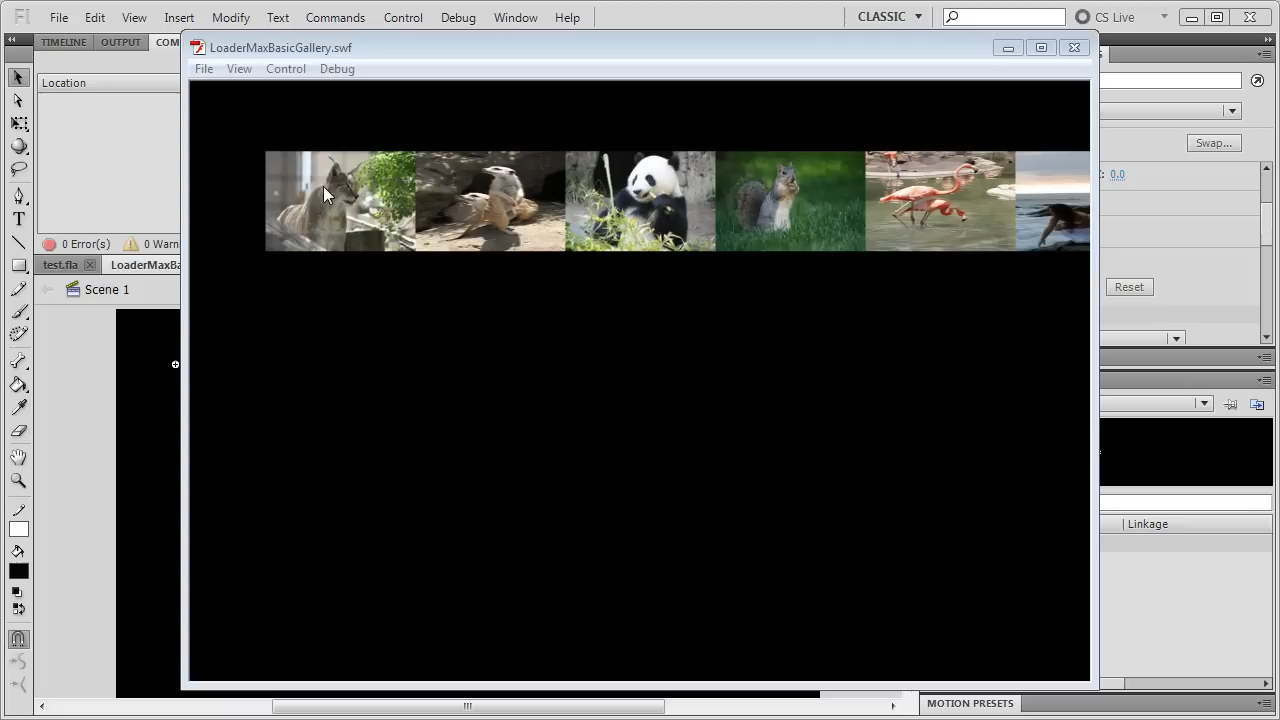 Fl File Edit View Insert Modify Text Commands Control Debug Window Help CLASSIC CS Live
TIMELINE OUTPUT COM
LoaderMaxBasicGallery.swf
File View Control Debug
Location
Swap...
0.0
0 Error(s) 0 Warn
test.fla LoaderMaxBa
Scene 1
Reset
Linkage
MOTION PRESETS